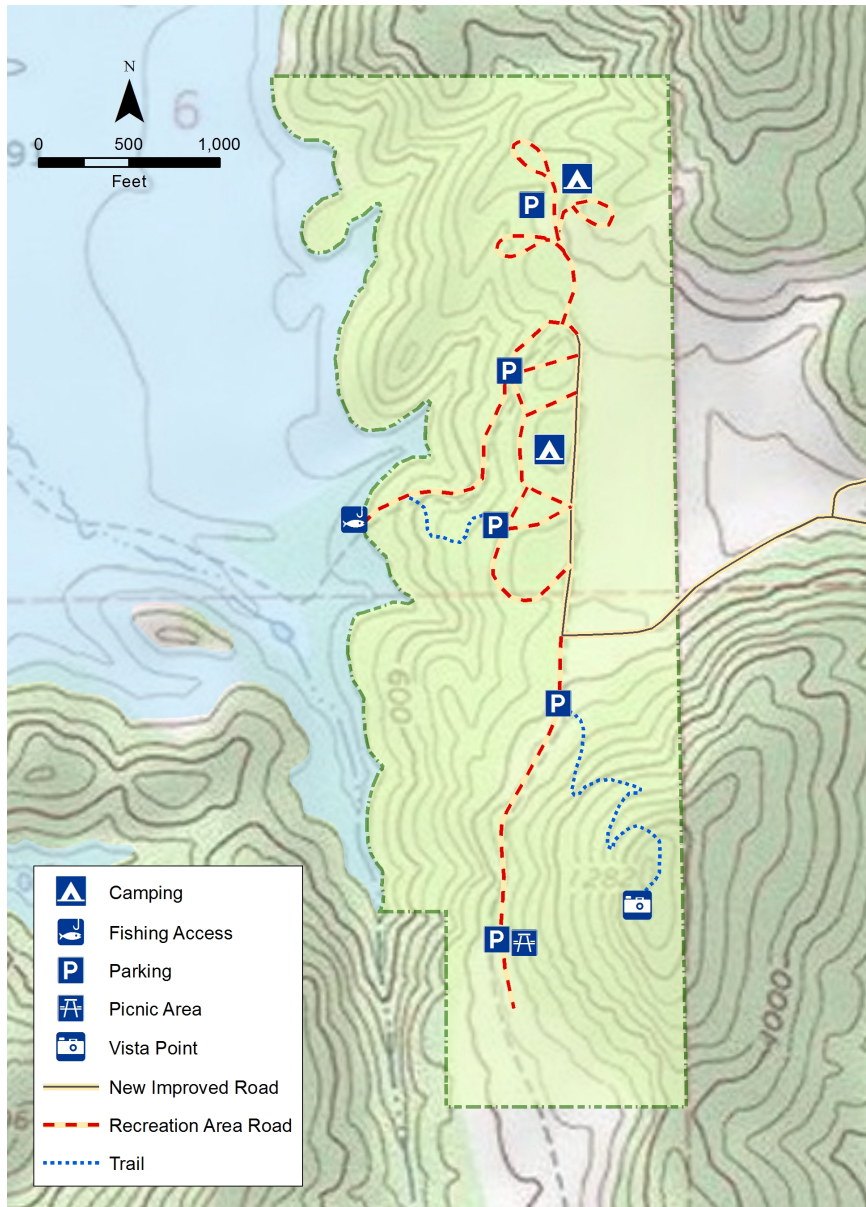 N
6
0 500 1,000
Feet
9
P
P
P
600
P
P
1000
Camping
Fishing Access
P Parking
Picnic Area
Vista Point
New Improved Road
Recreation Area Road
Trail